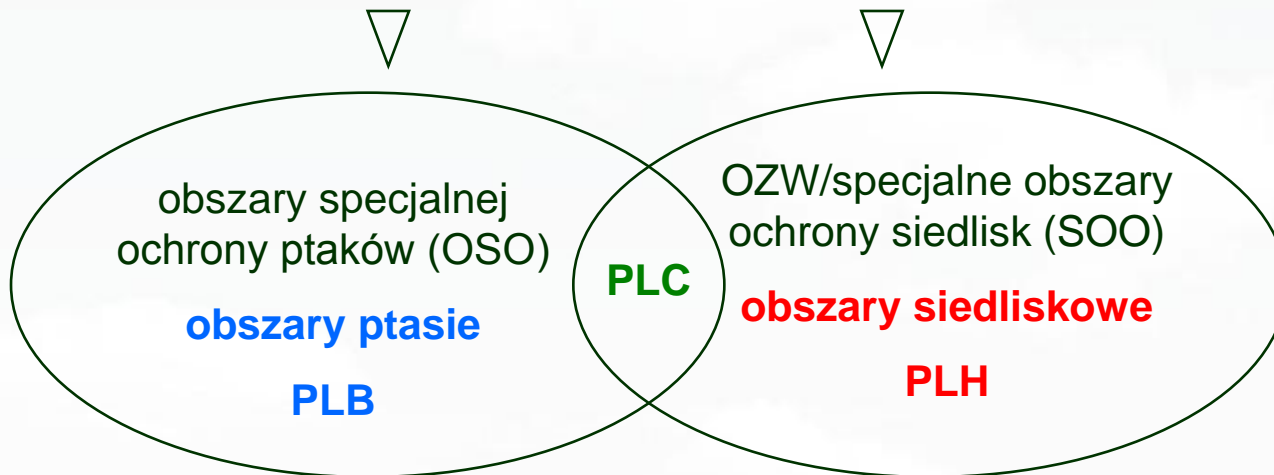 obszary specjalnej
ochrony ptaków (OSO)
obszary ptasie
PLB
PLC
OZW/specjalne obszary
ochrony siedlisk (SOO)
obszary siedliskowe
PLH